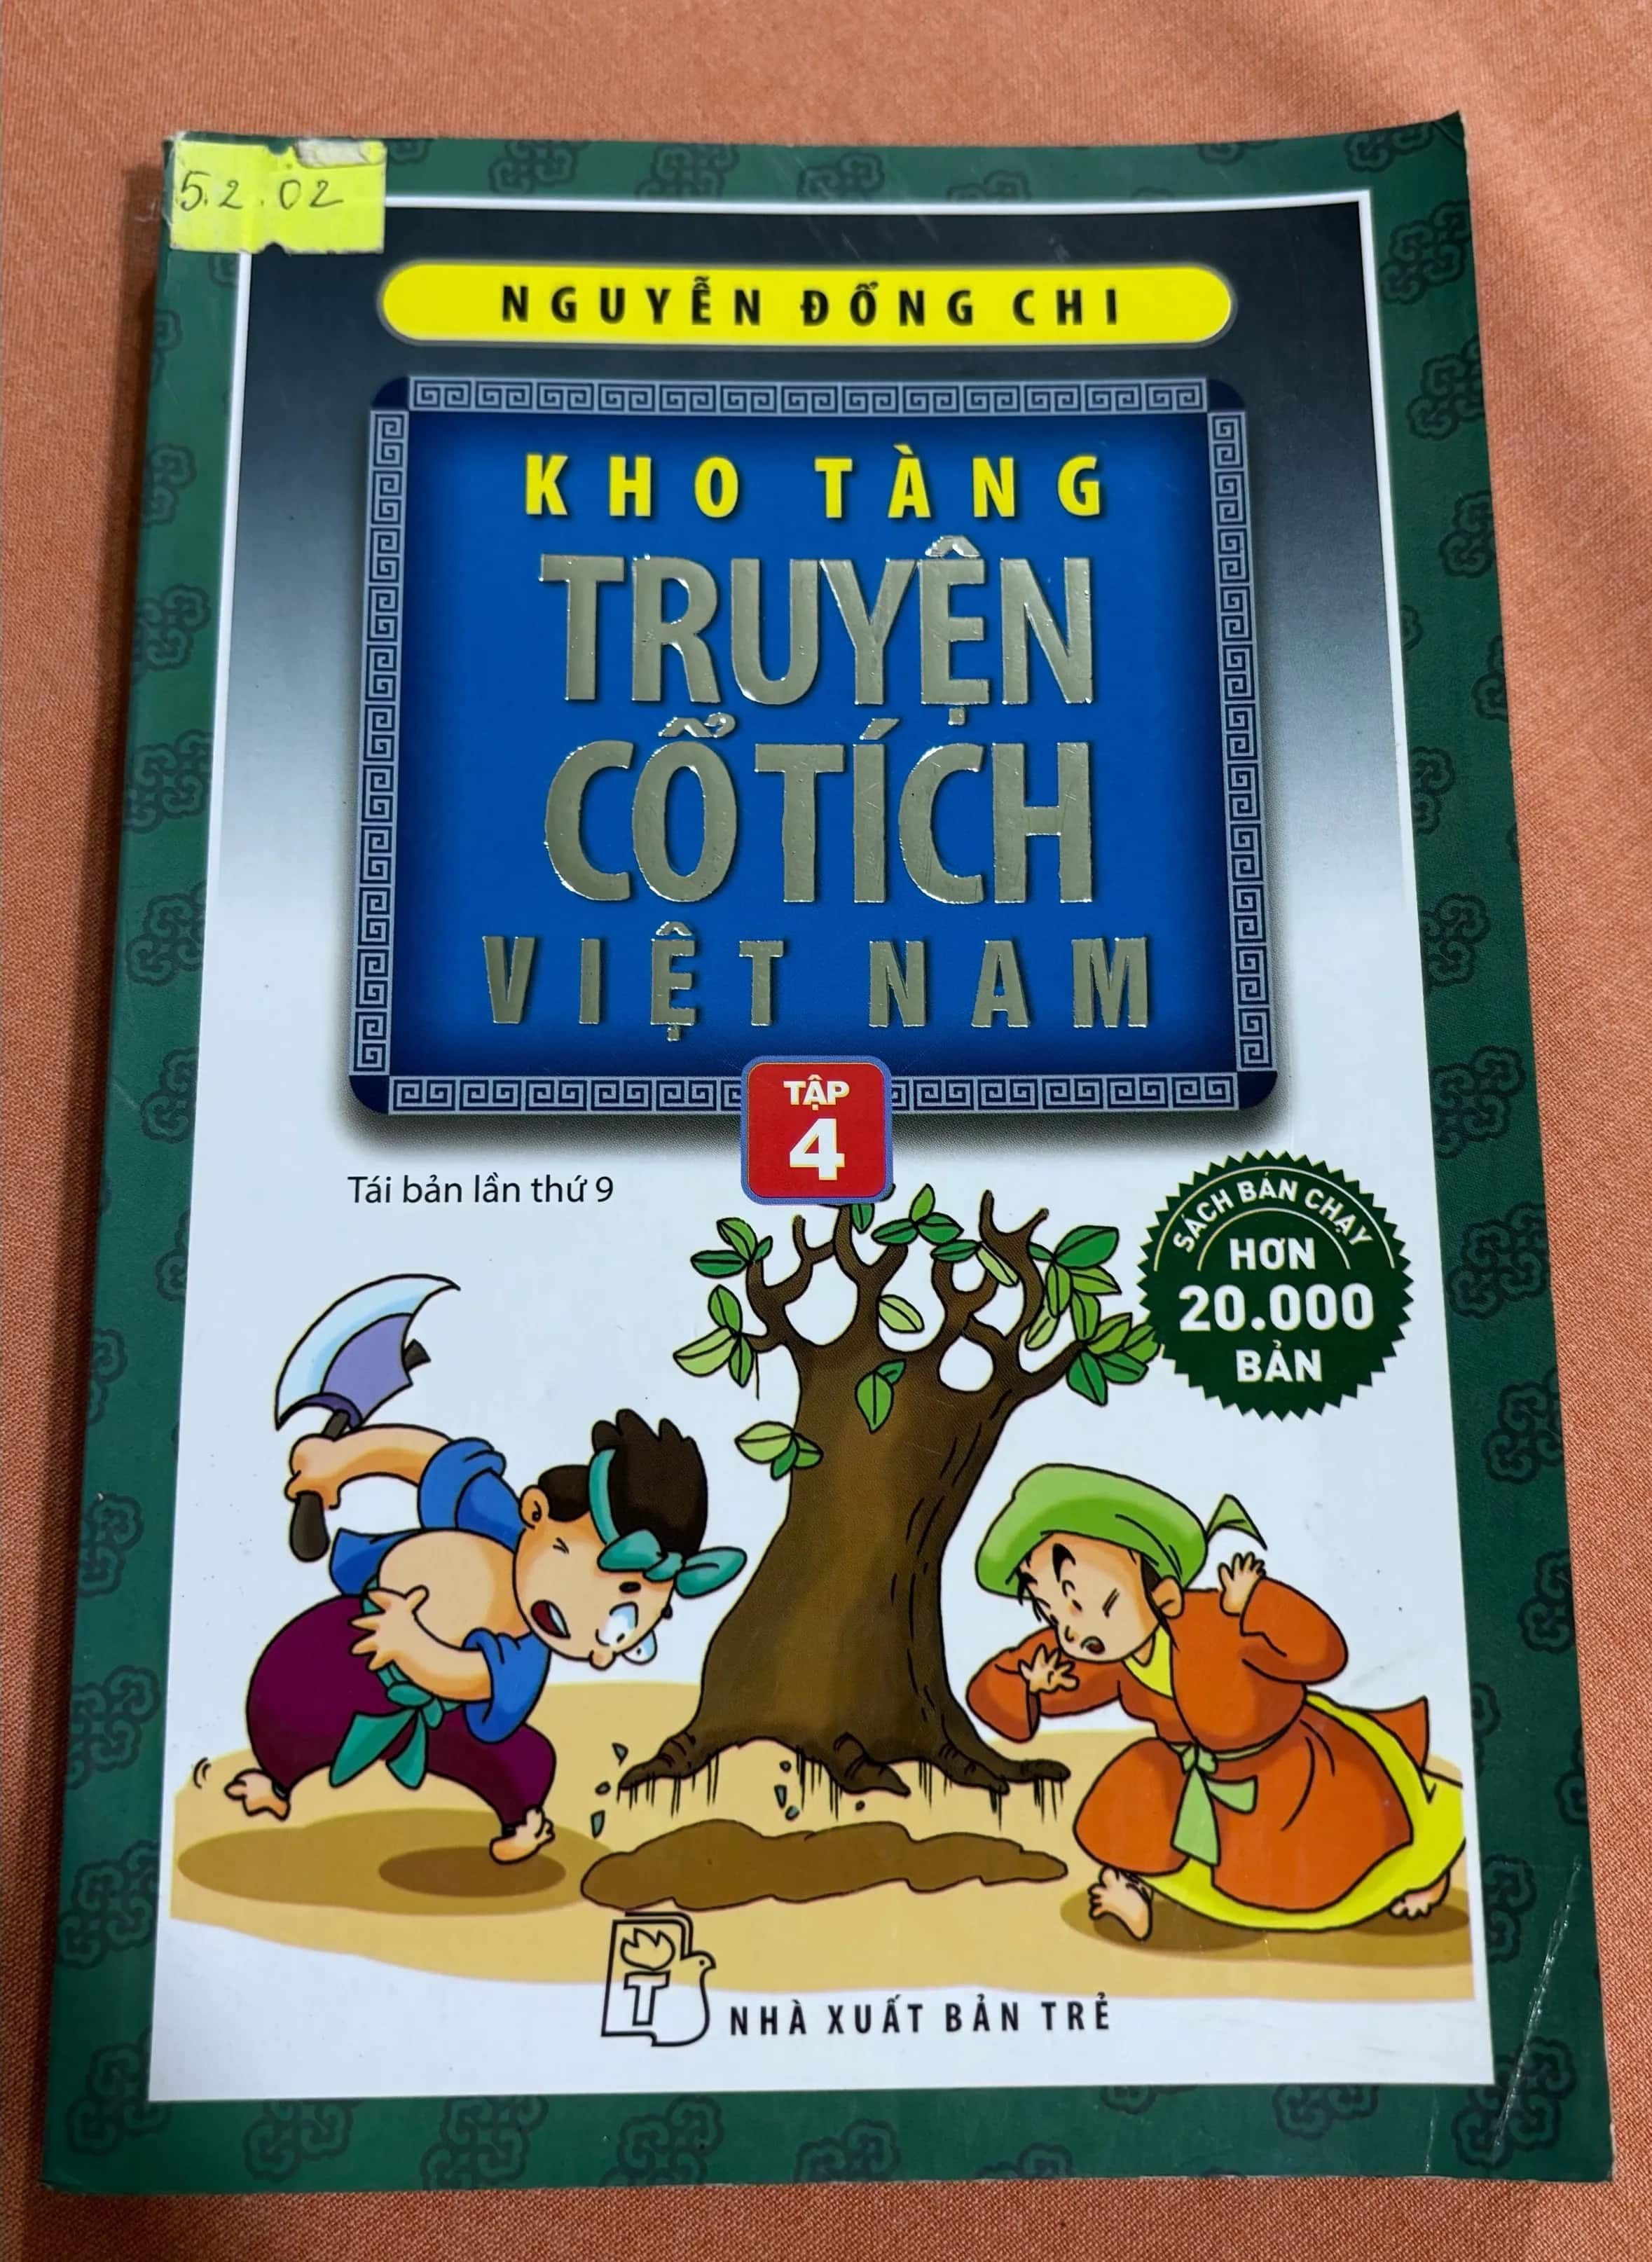 5.2.02
NGUYỄN ĐỔNG CHI
KHO TÀNG
TRUYỆN
CỔ TÍCH
VIỆT NAM
TẬP
4
Tái bản lần thứ 9
SÁCH BÁN CHẠY
HƠN
20.000
BẢN
T
NHÀ XUẤT BẢN TRẺ